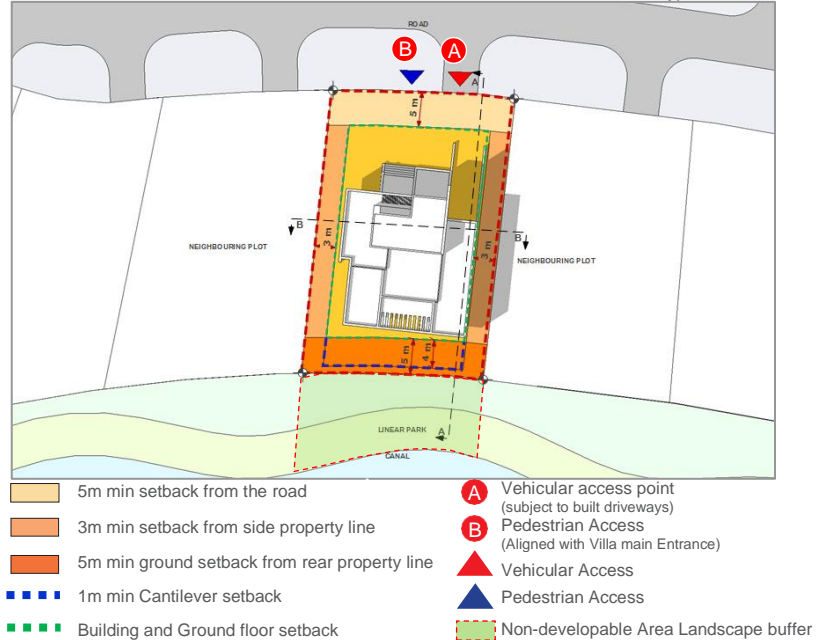 ROAD
B
A
A
5 m
B
3 m
NEIGHBOURING PLOT
B
3 m
NEIGHBOURING PLOT
5 m
4 m
LINEAR PARK
A
CANAL
5m min setback from the road
3m min setback from side property line
5m min ground setback from rear property line
1m min Cantilever setback
Building and Ground floor setback
A
Vehicular access point
(subject to built driveways)
B
Pedestrian Access
(Aligned with Villa main Entrance)
Vehicular Access
Pedestrian Access
Non-developable Area Landscape buffer